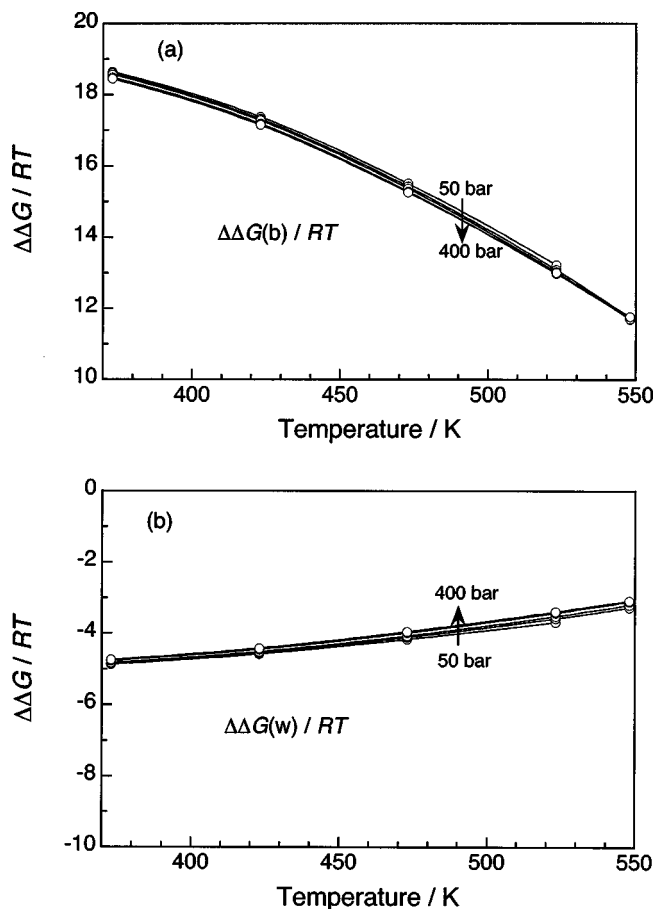 20
(a)
18
16
50 bar
ΔΔG / RT
14
ΔΔG(b) / RT
400 bar
12
10
400
450
500
550
Temperature / K
0
(b)
-2
400 bar
ΔΔG / RT
-4
50 bar
-6
ΔΔG(w) / RT
-8
-10
400
450
500
550
Temperature / K